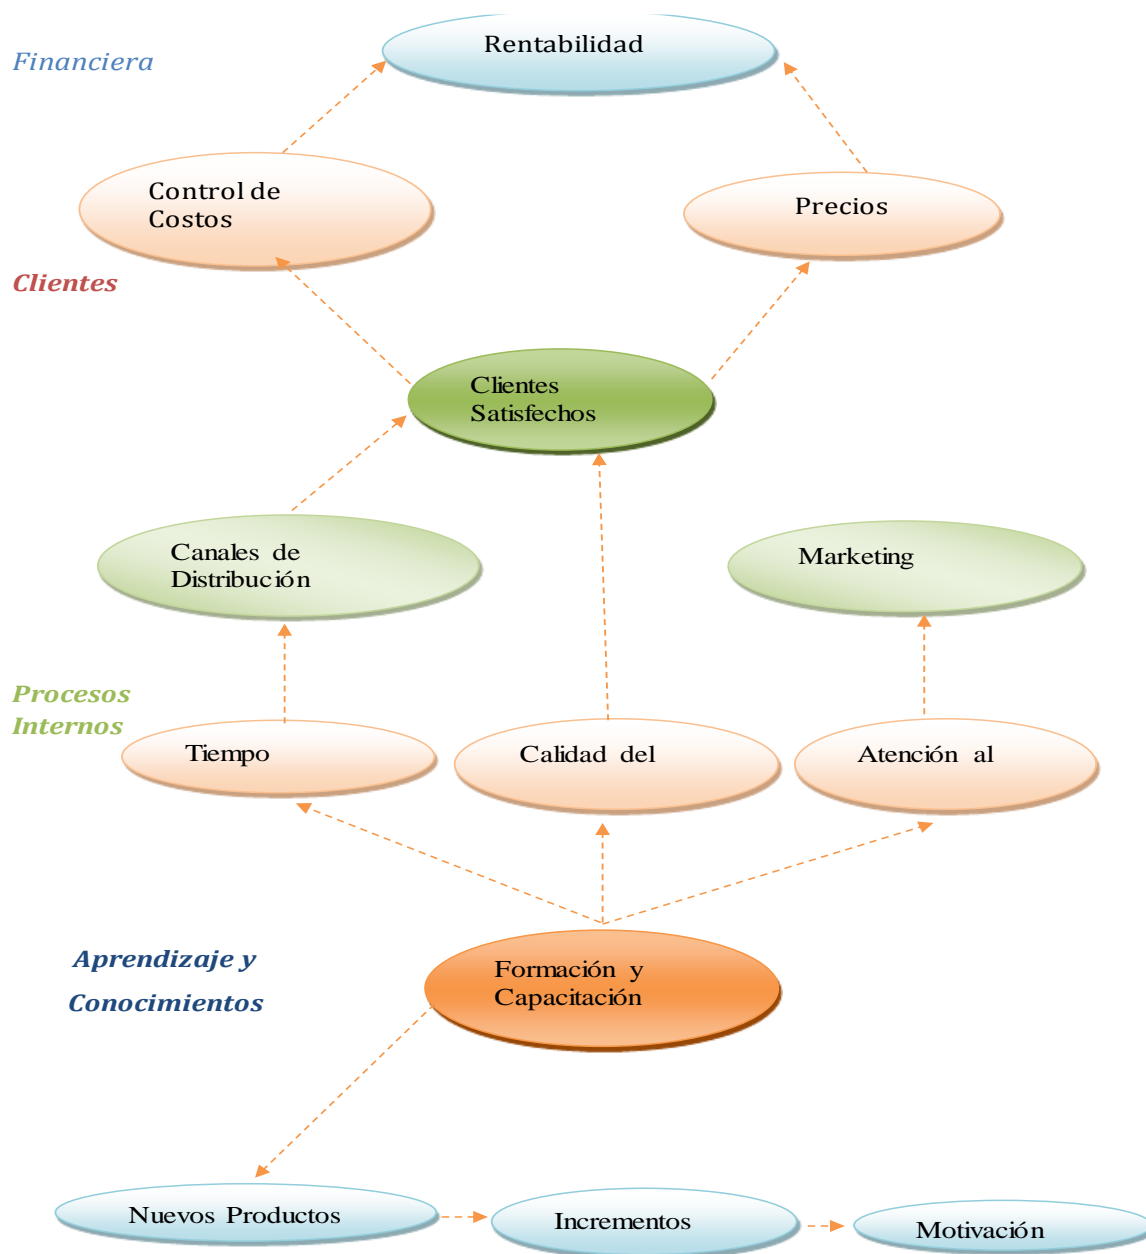 Rentabilidad
Financiera
Control de
Costos
Precios
Clientes
Clientes
Satisfechos
Canales de
Distribución
Marketing
Procesos
Internos
Tiempo
Calidad del
Atención al
Aprendizaje y
Conocimientos
Formación y
Capacitación
Nuevos Productos
Incrementos
Motivación